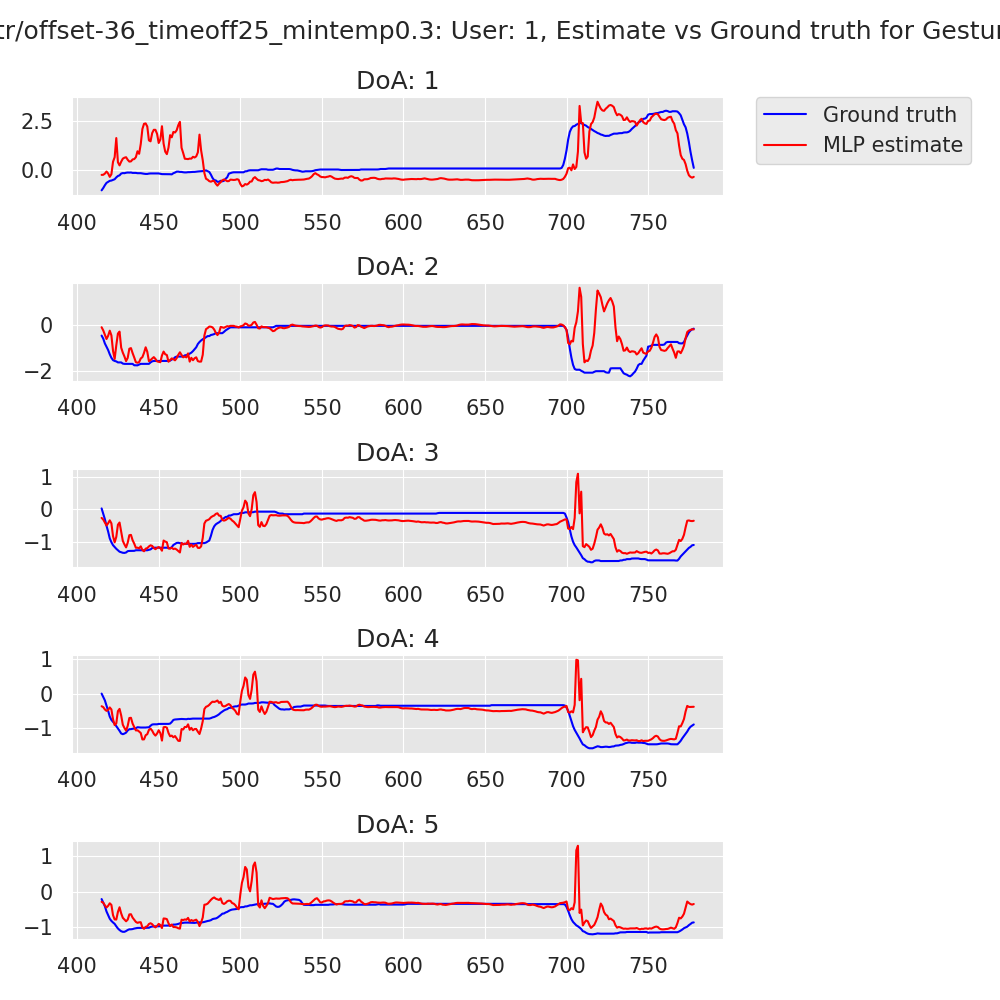 tr/offset-36_timeoff25_mintemp0.3: User: 1, Estimate vs Ground truth for Gestur
DoA: 1
Ground truth
MLP estimate
2.5
0.0
400 450 500 550 600 650 700 750
DoA: 2
0
−2
400 450 500 550 600 650 700 750
DoA: 3
1
0
−1
400 450 500 550 600 650 700 750
DoA: 4
1
0
−1
400 450 500 550 600 650 700 750
DoA: 5
1
0
−1
400 450 500 550 600 650 700 750